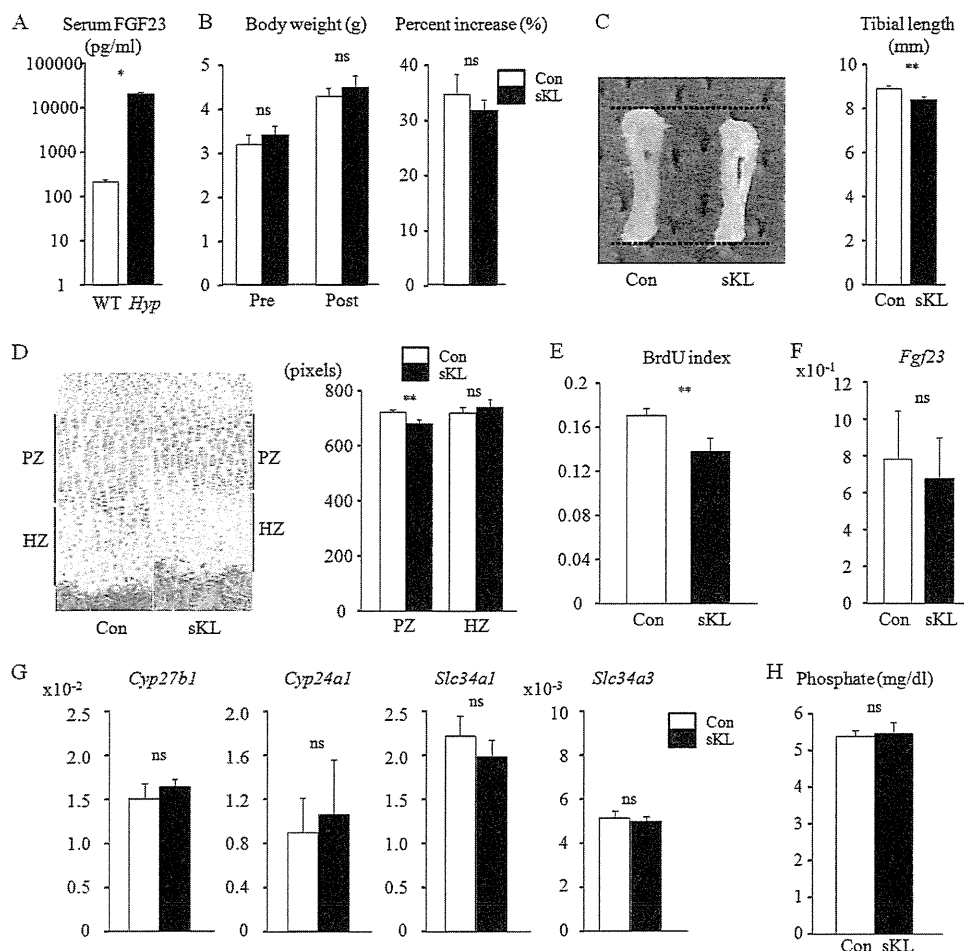 A Serum FGF23 (pg/ml)
*
100000
10000
1000
100
10
1
WT Hyp
B Body weight (g)
ns
ns
5
4
3
2
1
0
Pre Post
Percent increase (%)
ns
40
30
20
10
0
Con
sKL
C
Con sKL
Tibial length (mm)
**
10
8
6
4
2
0
Con sKL
D
PZ
HZ
PZ
HZ
Con sKL
(pixels)
Con
sKL
**
ns
800
600
400
200
0
PZ HZ
E BrdU index
**
0.2
0.16
0.12
0.08
0.04
0
Con sKL
F Fgf23
x10-1
ns
12
10
8
6
4
2
0
Con sKL
G
x10-2
Cyp27b1
ns
2.0
1.5
1.0
0.5
0
Cyp24a1
ns
2.0
1.6
1.2
0.8
0.4
0
Slc34a1
ns
2.5
2.0
1.5
1.0
0.5
0
x10-3
Slc34a3
ns
10
8
6
4
2
0
Con
sKL
H Phosphate (mg/dl)
ns
6
5
4
3
2
1
0
Con sKL